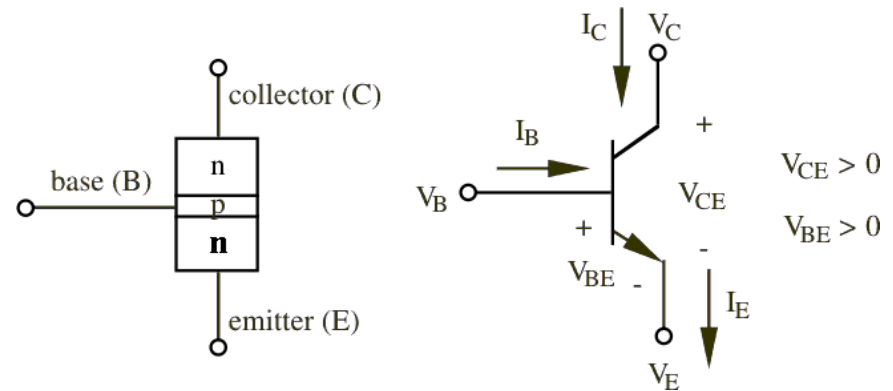 collector (C)
n
base (B)
p
n
emitter (E)
I_C
V_C
I_B
+
V_CE > 0
V_B
V_CE
+
V_BE > 0
-
V_BE
-
I_E
V_E